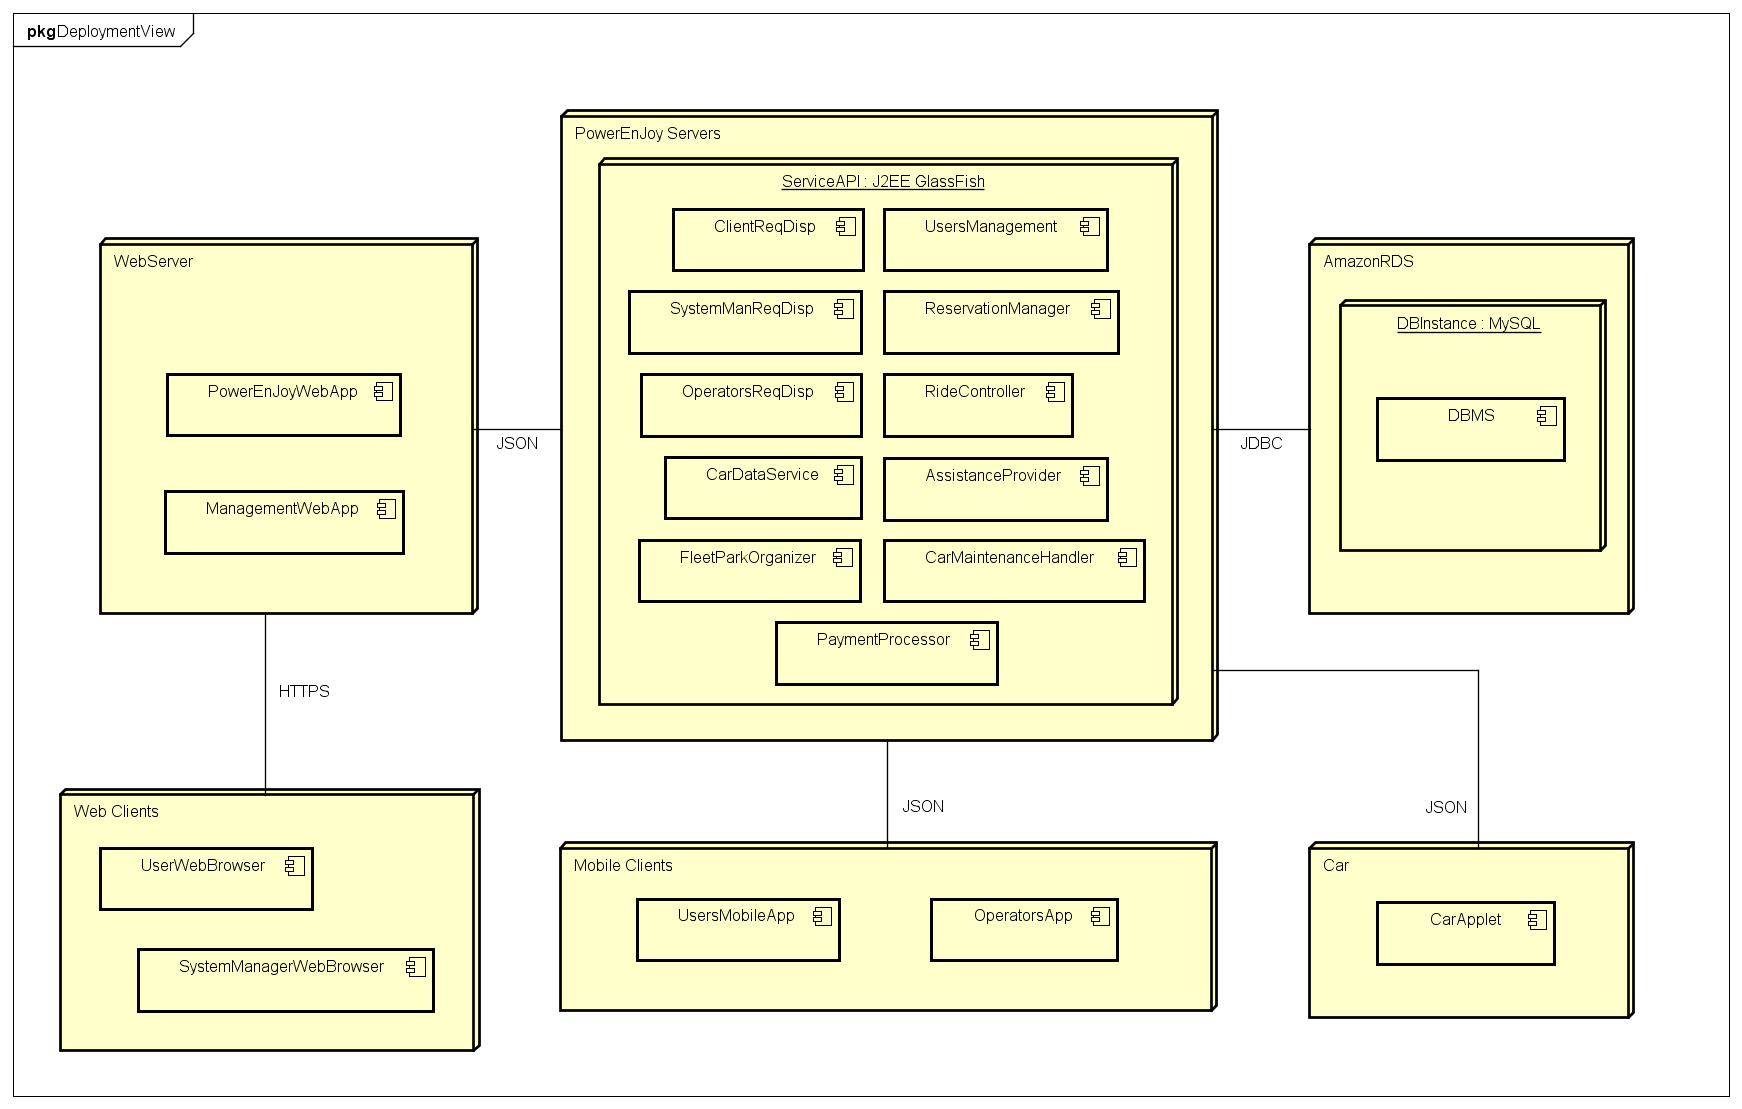 pkg DeploymentView
PowerEnJoy Servers
ServiceAPI : J2EE GlassFish
ClientReqDisp
UsersManagement
SystemManReqDisp
ReservationManager
OperatorsReqDisp
RideController
CarDataService
AssistanceProvider
FleetParkOrganizer
CarMaintenanceHandler
PaymentProcessor
WebServer
PowerEnJoyWebApp
ManagementWebApp
JSON
JDBC
AmazonRDS
DBInstance : MySQL
DBMS
HTTPS
JSON
JSON
Web Clients
UserWebBrowser
SystemManagerWebBrowser
Mobile Clients
UsersMobileApp
OperatorsApp
Car
CarApplet